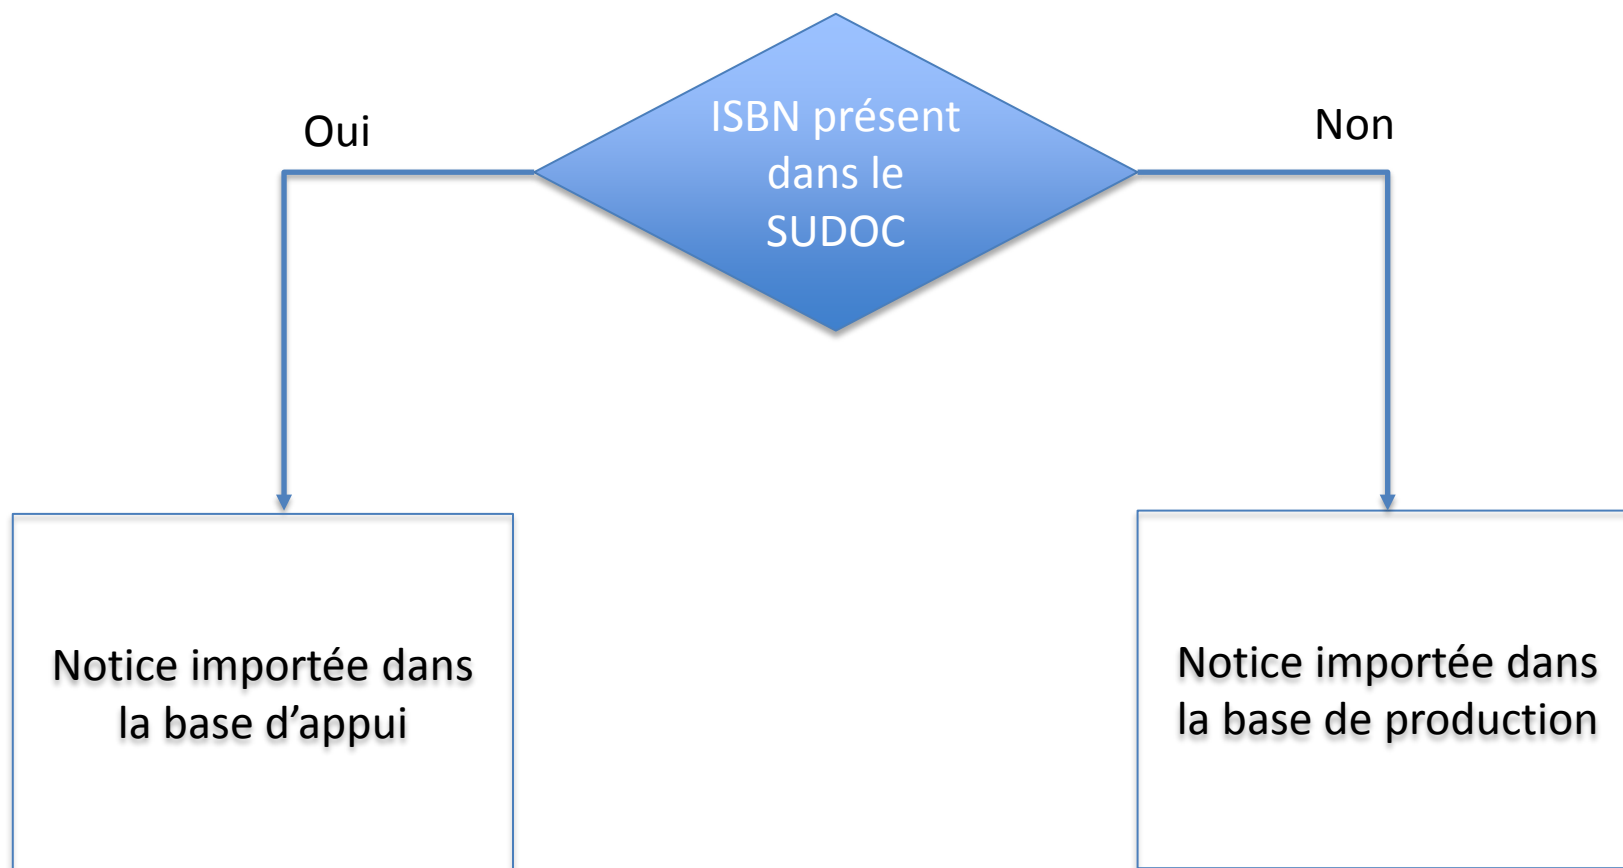 Oui
ISBN présent
dans le
SUDOC
Non
Notice importée dans
la base d’appui
Notice importée dans
la base de production